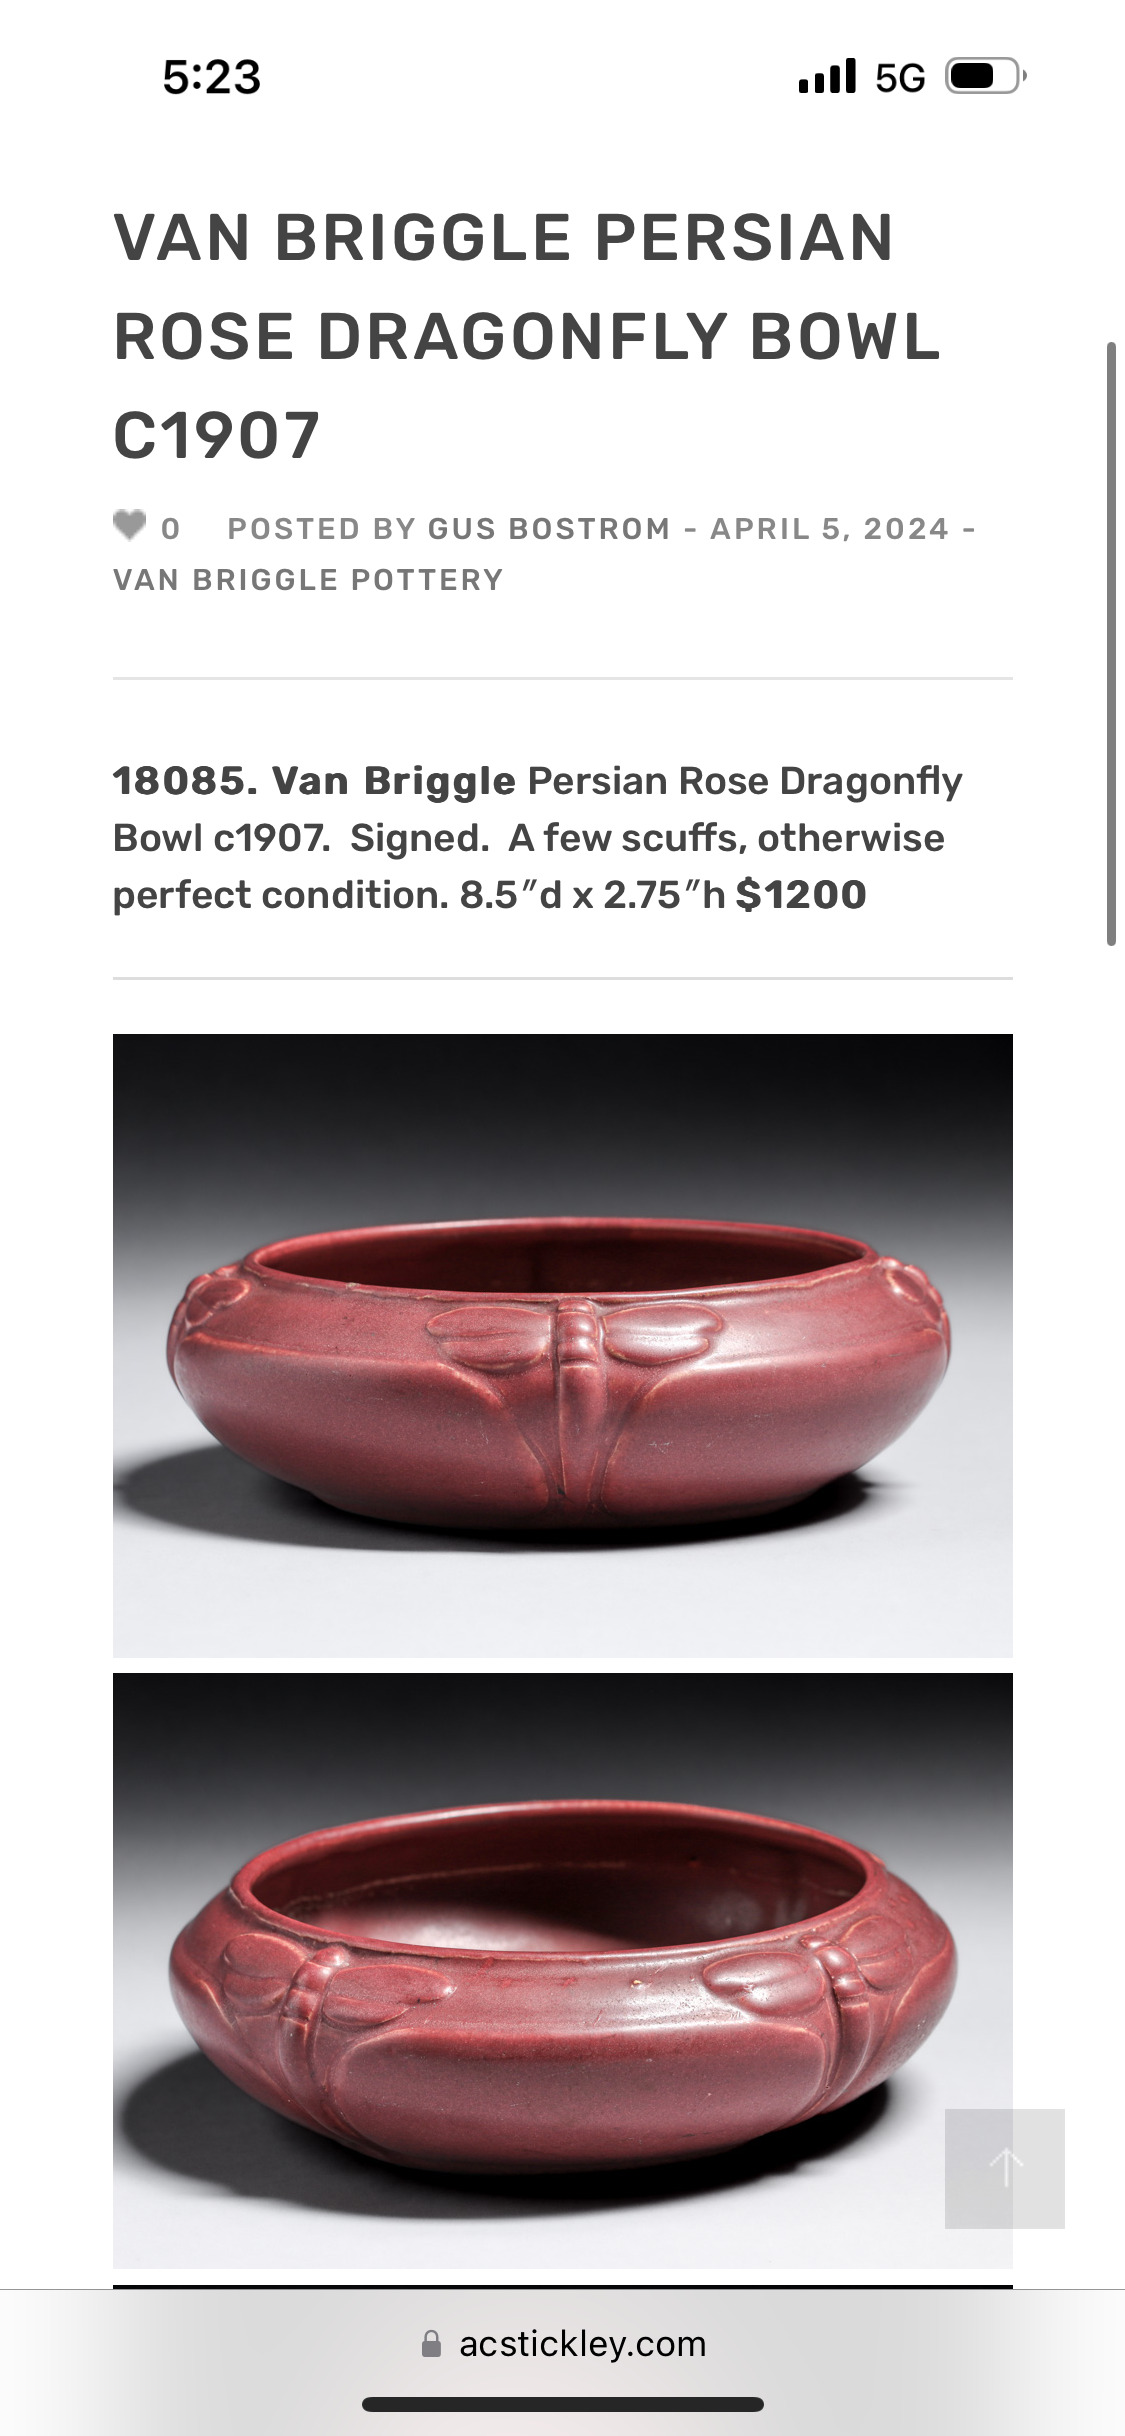 5:23 5G
VAN BRIGGLE PERSIAN
ROSE DRAGONFLY BOWL
C1907
0 POSTED BY GUS BOSTROM - APRIL 5, 2024 -
VAN BRIGGLE POTTERY
18085. Van Briggle Persian Rose Dragonfly
Bowl c1907. Signed. A few scuffs, otherwise
perfect condition. 8.5″d x 2.75″h $1200
acstickley.com